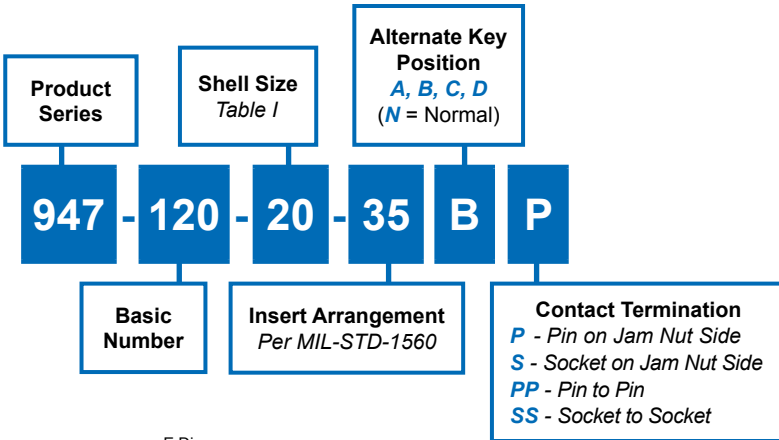 Product
Series
Shell Size
Table I
Alternate Key
Position
A, B, C, D
(N = Normal)
947 - 120 - 20 - 35 B P
Basic
Number
Insert Arrangement
Per MIL-STD-1560
Contact Termination
P - Pin on Jam Nut Side
S - Socket on Jam Nut Side
PP - Pin to Pin
SS - Socket to Socket